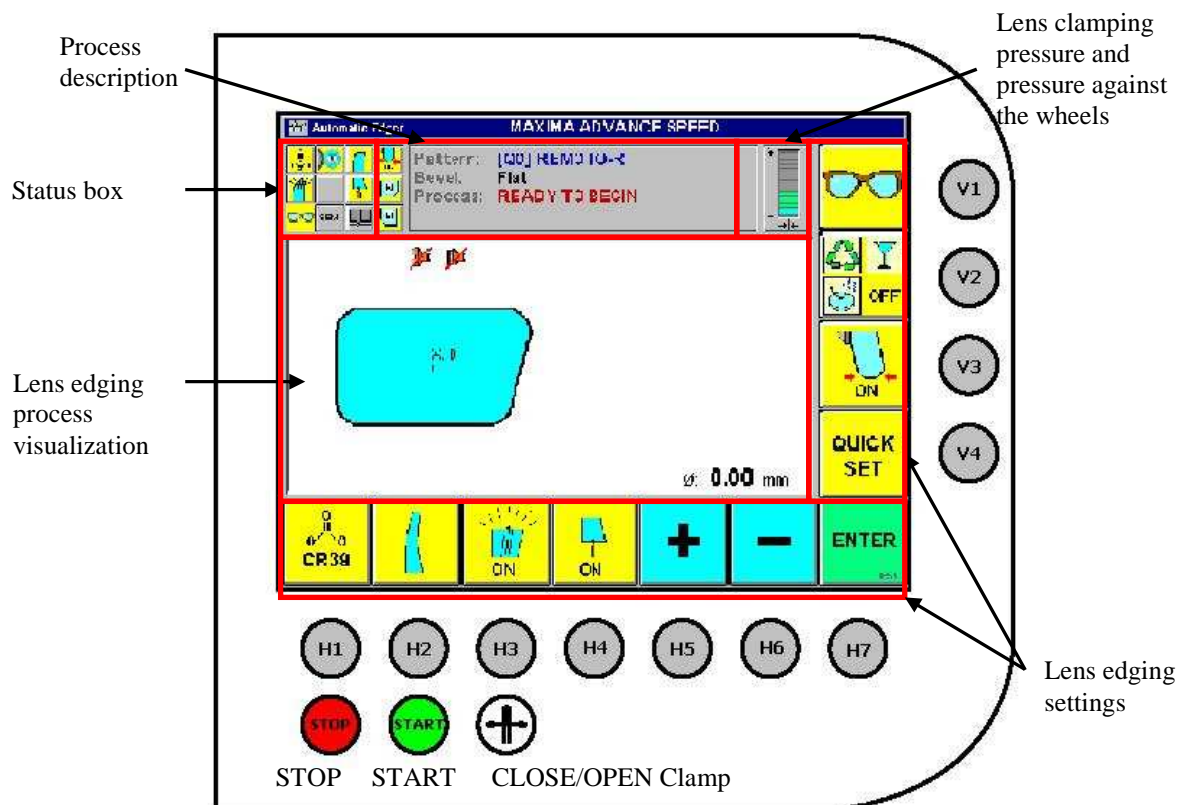 Process
description
Lens clamping
pressure and
pressure against
the wheels
Status box
Lens edging
process
visualization
Lens edging
settings
Automatic Edger
MAXIMA ADVANCE SPEED
Pattern: [00] REMOTO-R
Bevel: Flat
Process: READY TO BEGIN
+
-
OFF
ON
QUICK
SET
Ø: 0.00 mm
CR39
ON
ON
+
-
ENTER
V1
V2
V3
V4
H1
H2
H3
H4
H5
H6
H7
STOP
START
STOP START CLOSE/OPEN Clamp